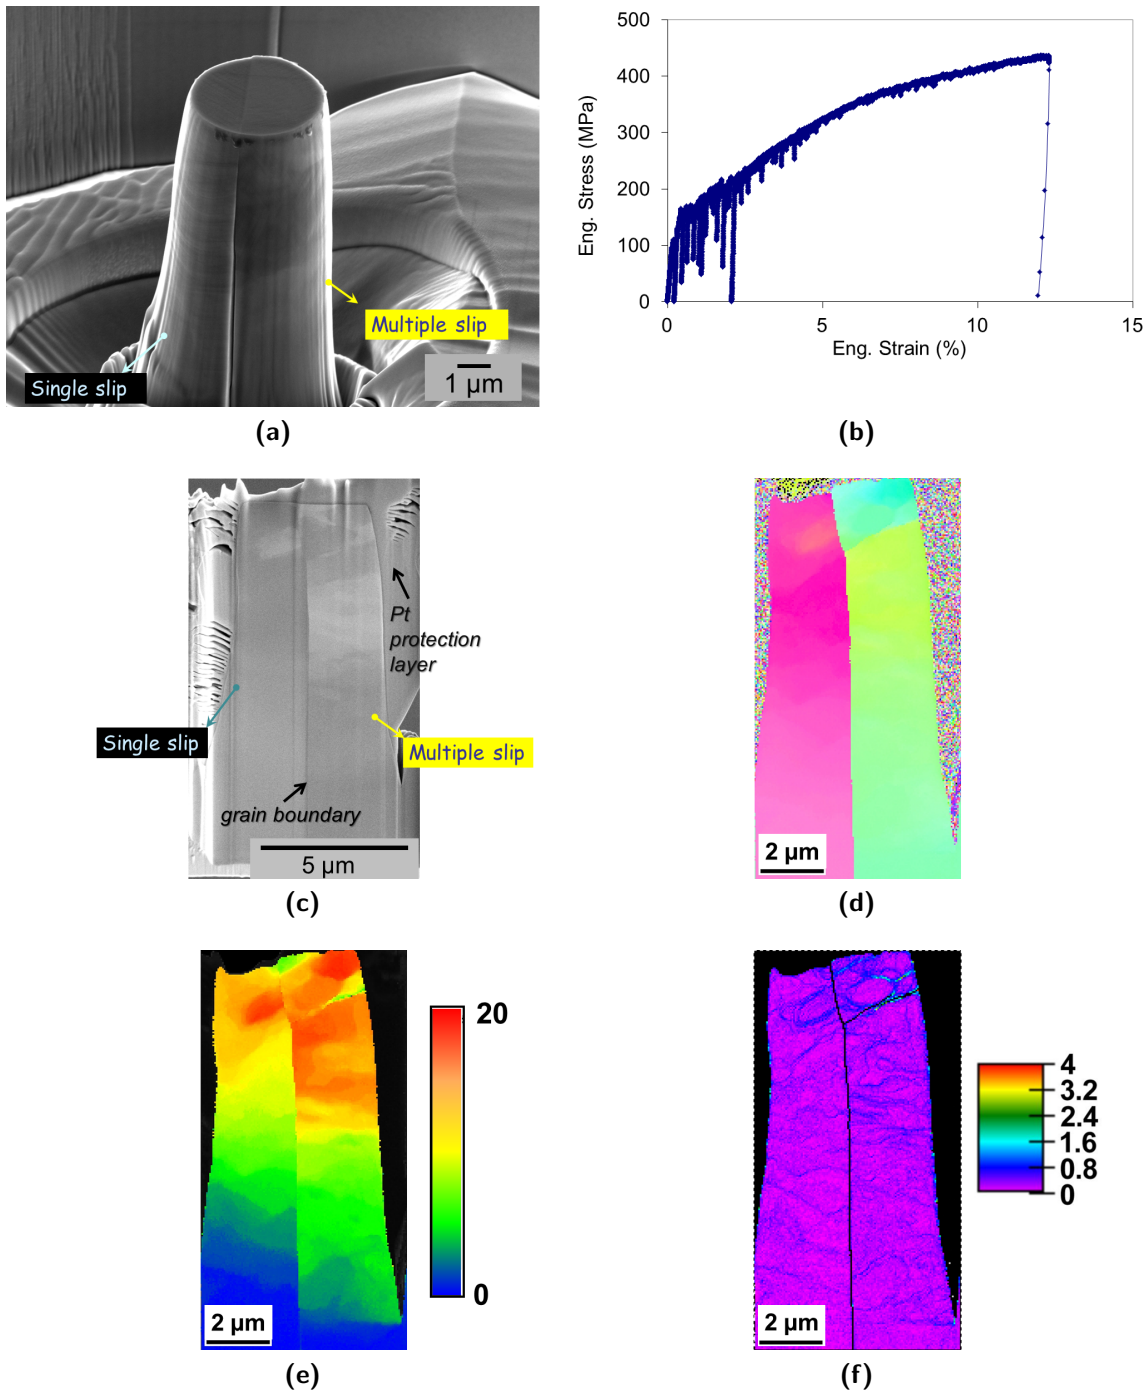 Single slip
Multiple slip
1 μm
(a)
Eng. Stress (MPa)
500
400
300
200
100
0
0
5
10
15
Eng. Strain (%)
(b)
Pt
protection
layer
Single slip
Multiple slip
grain boundary
5 μm
(c)
2 μm
(d)
20
0
2 μm
(e)
4
3.2
2.4
1.6
0.8
0
2 μm
(f)